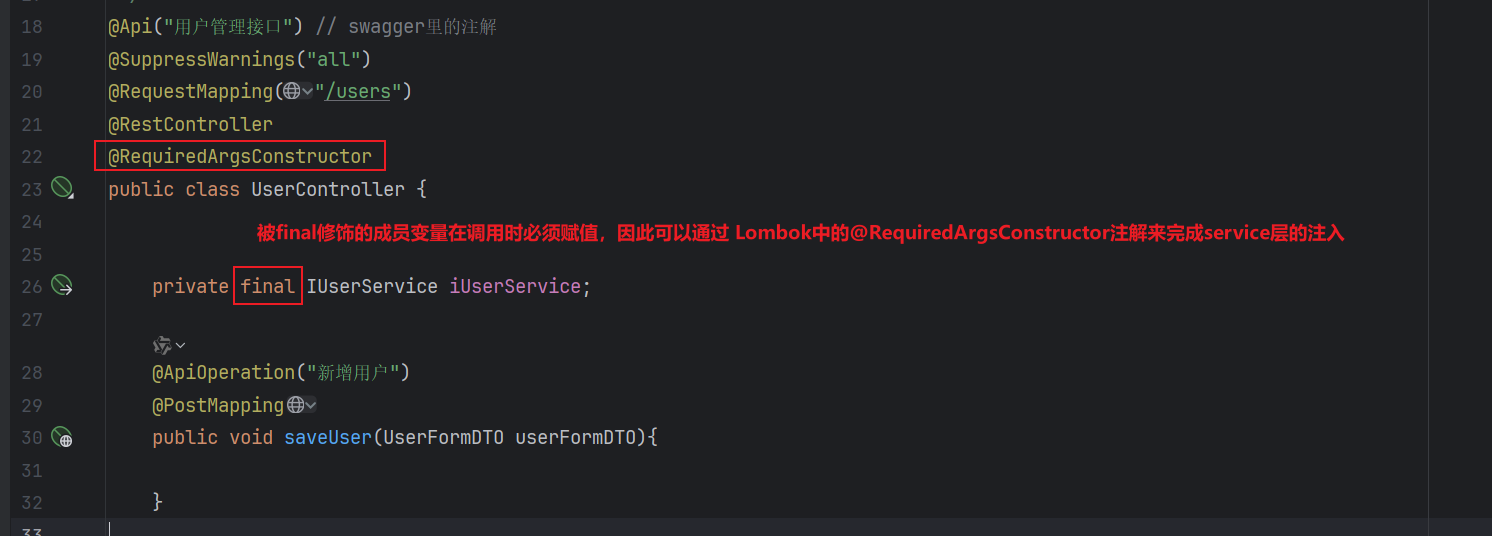 18 @Api("用户管理接口") // swagger里的注解
19 @SuppressWarnings("all")
20 @RequestMapping("/users")
21 @RestController
22 @RequiredArgsConstructor
23 public class UserController {
24
被final修饰的成员变量在调用时必须赋值，因此可以通过 Lombok中的@RequiredArgsConstructor注解来完成service层的注入
25
26 private final IUserService iUserService;
27
28 @ApiOperation("新增用户")
29 @PostMapping
30 public void saveUser(UserFormDTO userFormDTO){
31
32 }
33